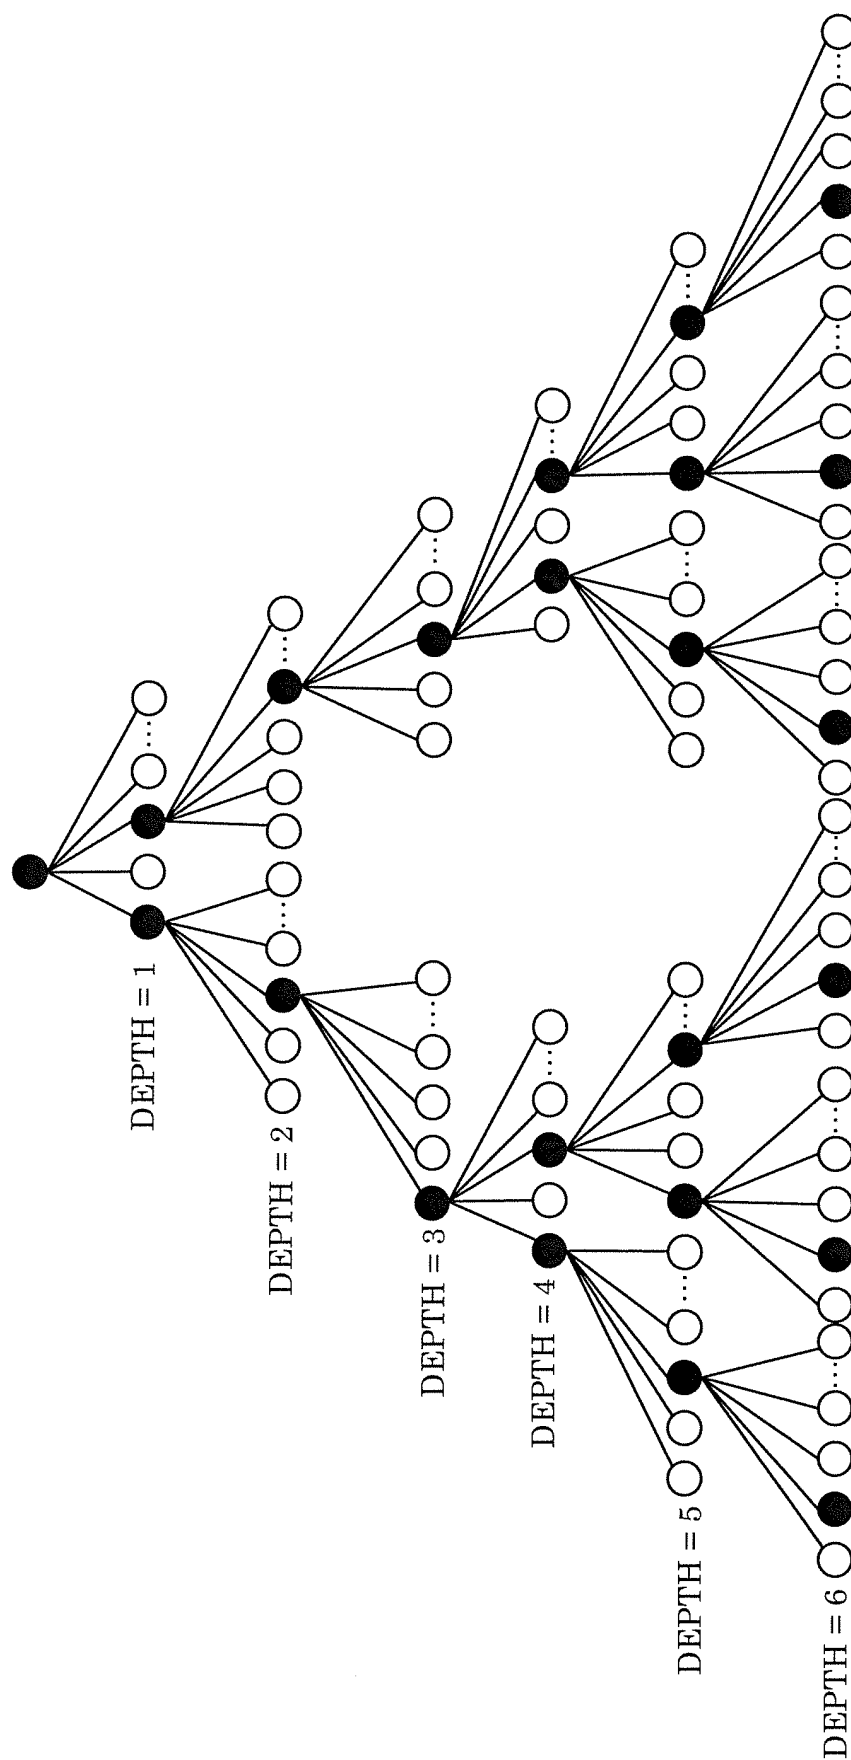 DEPTH = 1
DEPTH = 2
DEPTH = 3
DEPTH = 4
DEPTH = 5
DEPTH = 6